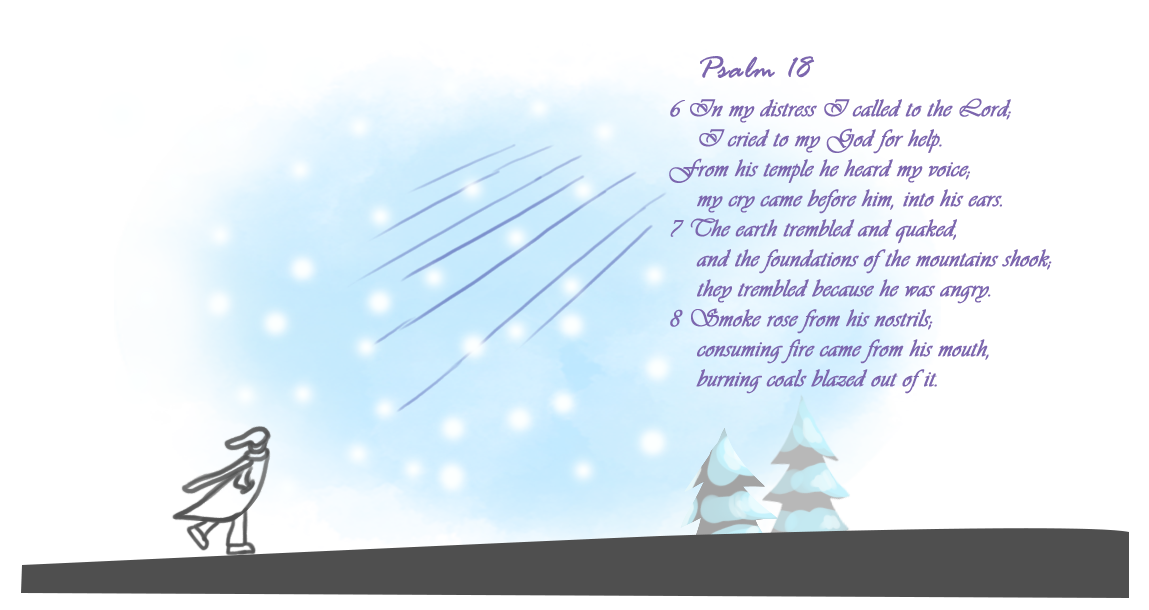 Psalm 18
6 In my distress I called to the Lord;
I cried to my God for help.
From his temple he heard my voice;
my cry came before him, into his ears.
7 The earth trembled and quaked,
and the foundations of the mountains shook;
they trembled because he was angry.
8 Smoke rose from his nostrils;
consuming fire came from his mouth,
burning coals blazed out of it.